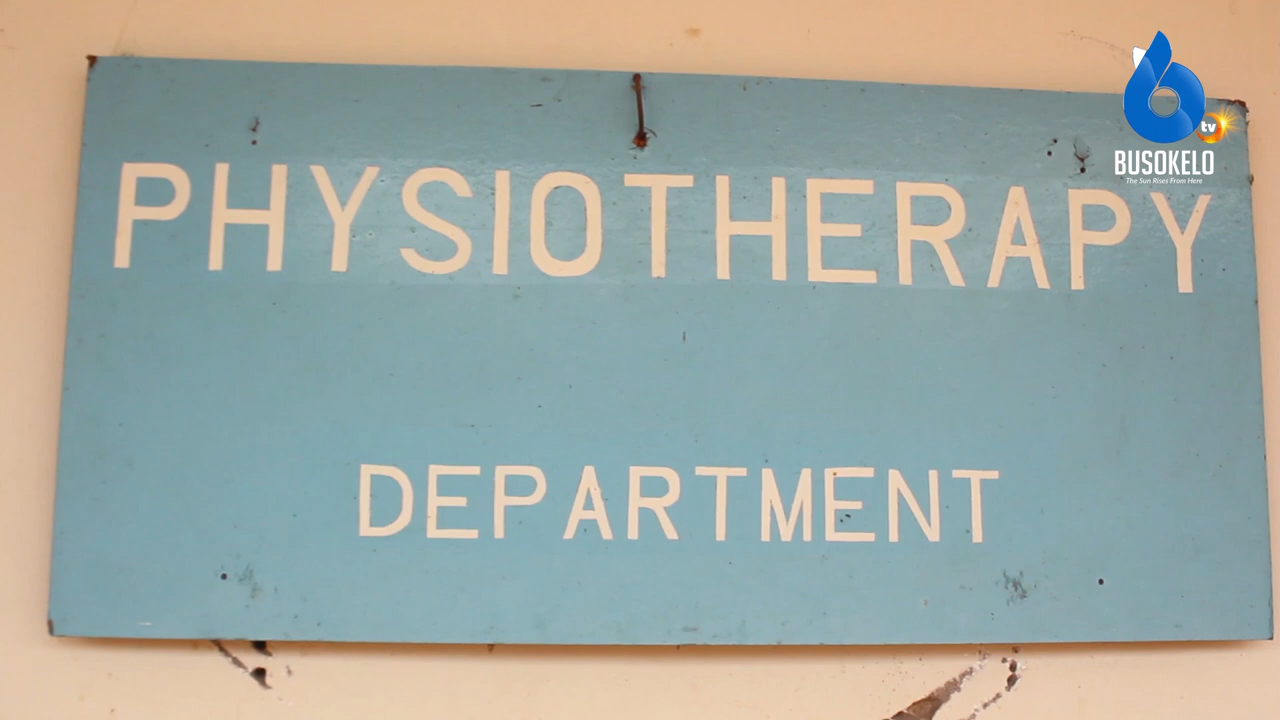 PHYSIOTHERAPY
DEPARTMENT
tv
BUSOKELO
The Sun Rises From Here